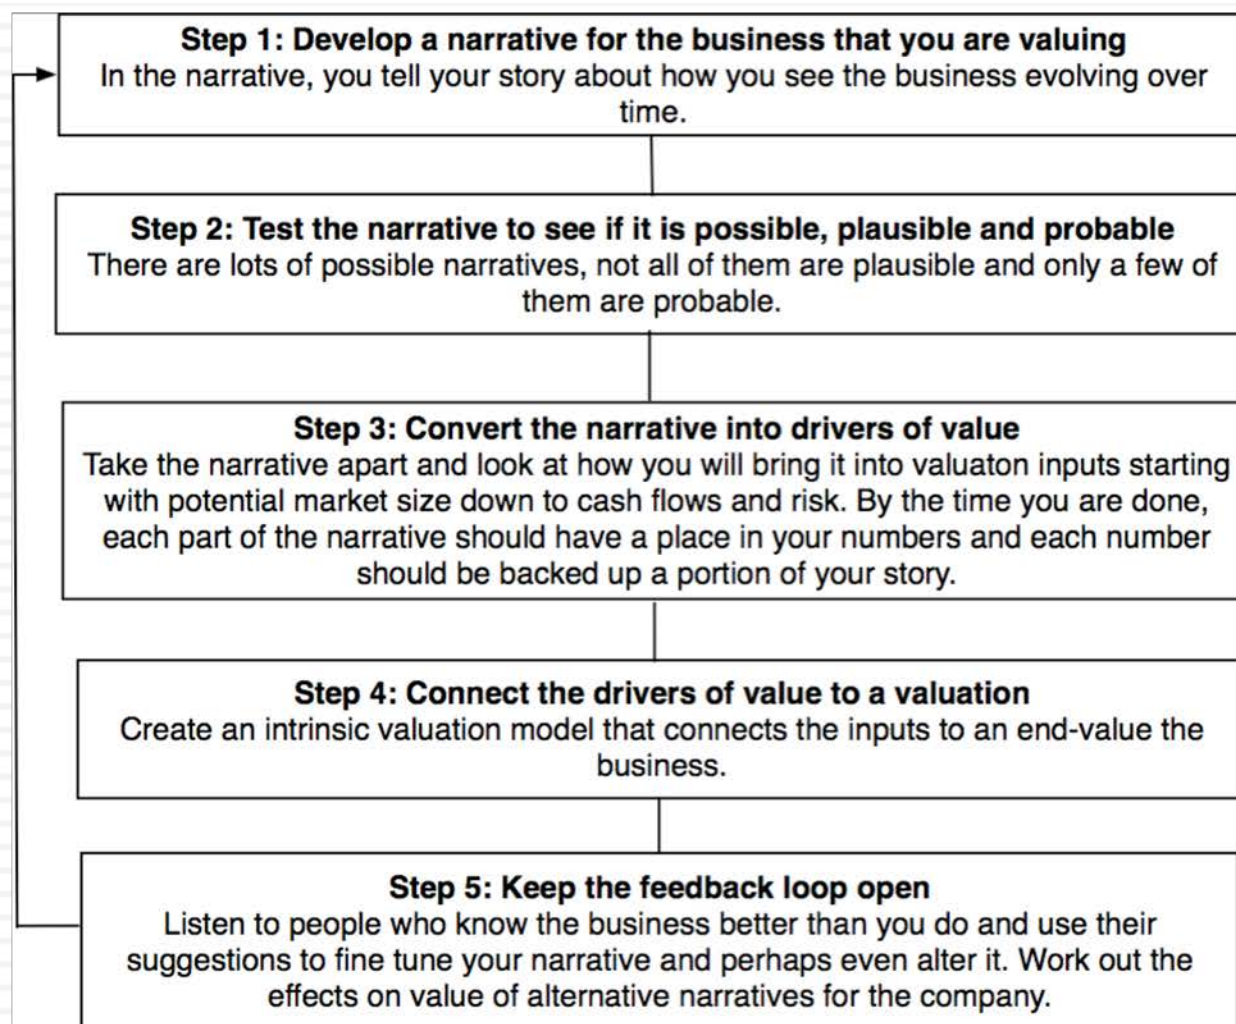 Step 1: Develop a narrative for the business that you are valuing
In the narrative, you tell your story about how you see the business evolving over
time.
Step 2: Test the narrative to see if it is possible, plausible and probable
There are lots of possible narratives, not all of them are plausible and only a few of
them are probable.
Step 3: Convert the narrative into drivers of value
Take the narrative apart and look at how you will bring it into valuaton inputs starting
with potential market size down to cash flows and risk. By the time you are done,
each part of the narrative should have a place in your numbers and each number
should be backed up a portion of your story.
Step 4: Connect the drivers of value to a valuation
Create an intrinsic valuation model that connects the inputs to an end-value the
business.
Step 5: Keep the feedback loop open
Listen to people who know the business better than you do and use their
suggestions to fine tune your narrative and perhaps even alter it. Work out the
effects on value of alternative narratives for the company.